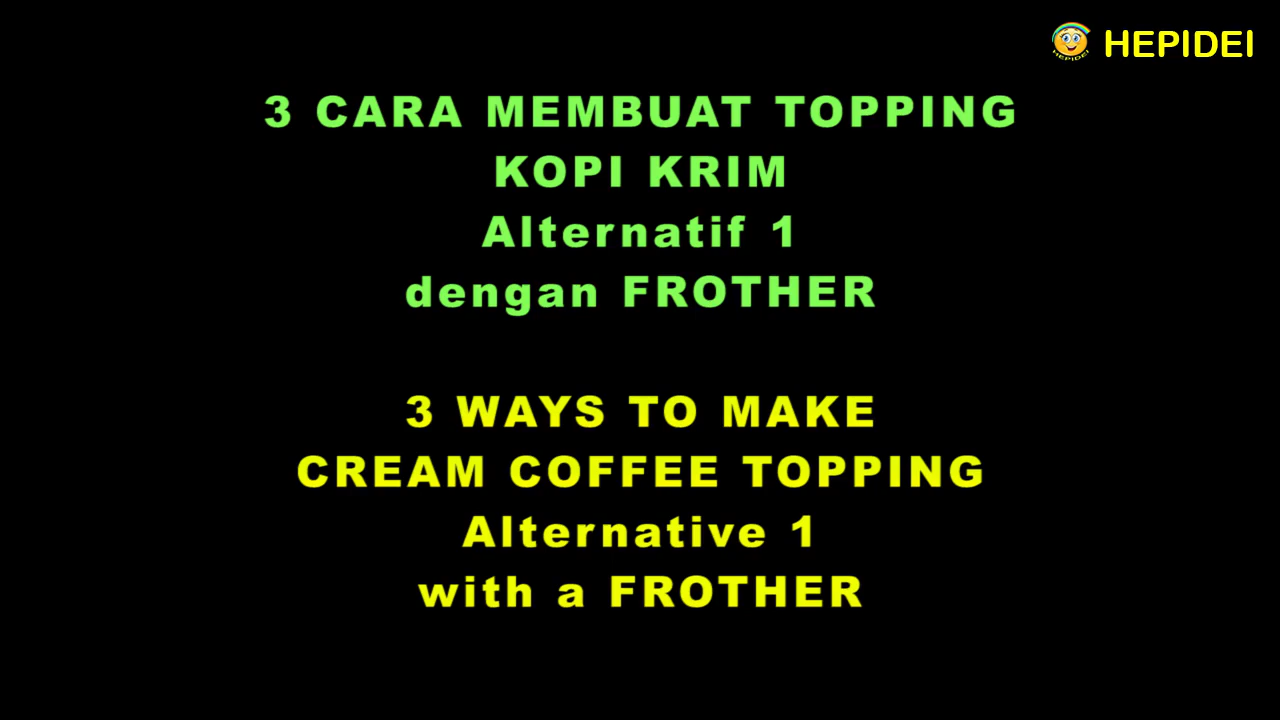 HEPIDEI
HEPIDEI
3 CARA MEMBUAT TOPPING
KOPI KRIM
Alternatif 1
dengan FROTHER
3 WAYS TO MAKE
CREAM COFFEE TOPPING
Alternative 1
with a FROTHER